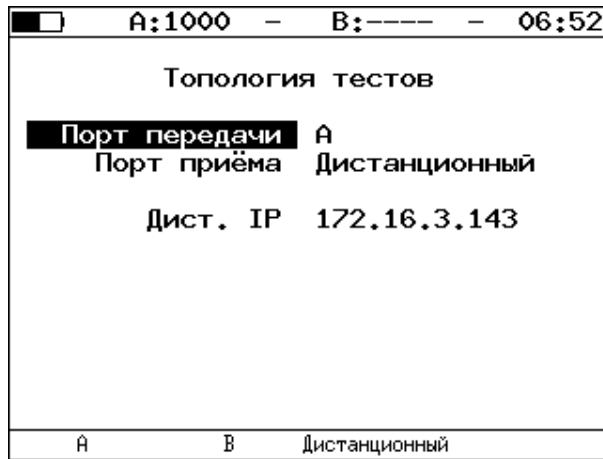 A:1000 – B:---- – 06:52
Топология тестов
Порт передачи A
Порт приёма Дистанционный
Дист. IP 172.16.3.143
A B Дистанционный